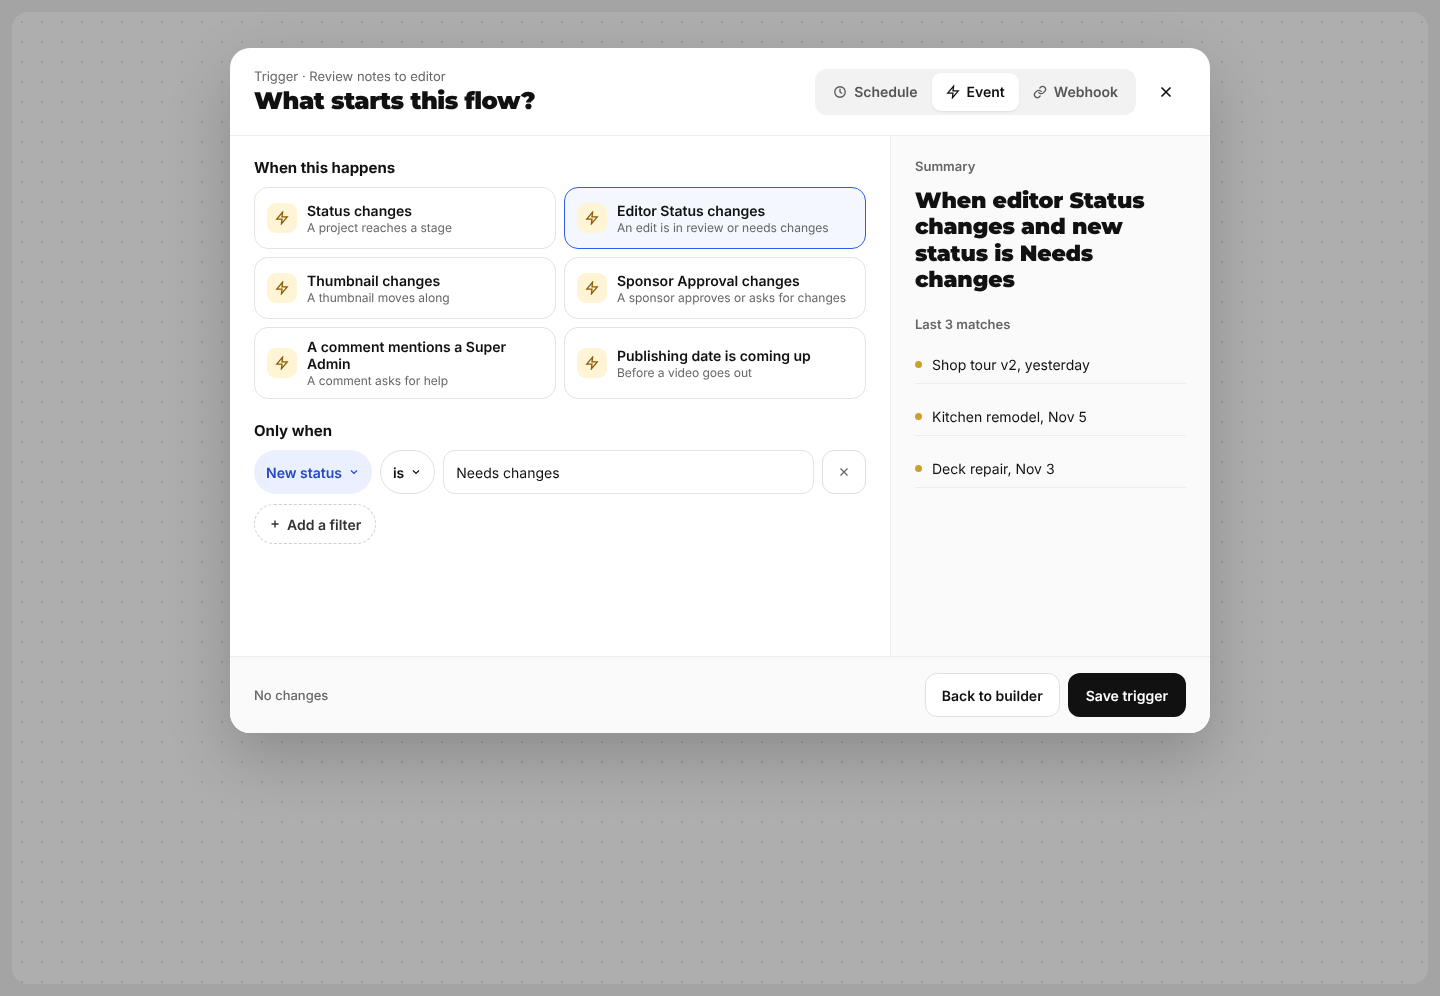 Trigger · Review notes to editor
What starts this flow?
Schedule
Event
Webhook
When this happens
Status changes
A project reaches a stage
Editor Status changes
An edit is in review or needs changes
Thumbnail changes
A thumbnail moves along
Sponsor Approval changes
A sponsor approves or asks for changes
A comment mentions a Super
Admin
A comment asks for help
Publishing date is coming up
Before a video goes out
Only when
New status
is
Needs changes
Add a filter
Summary
When editor Status
changes and new
status is Needs
changes
Last 3 matches
Shop tour v2, yesterday
Kitchen remodel, Nov 5
Deck repair, Nov 3
No changes
Back to builder
Save trigger